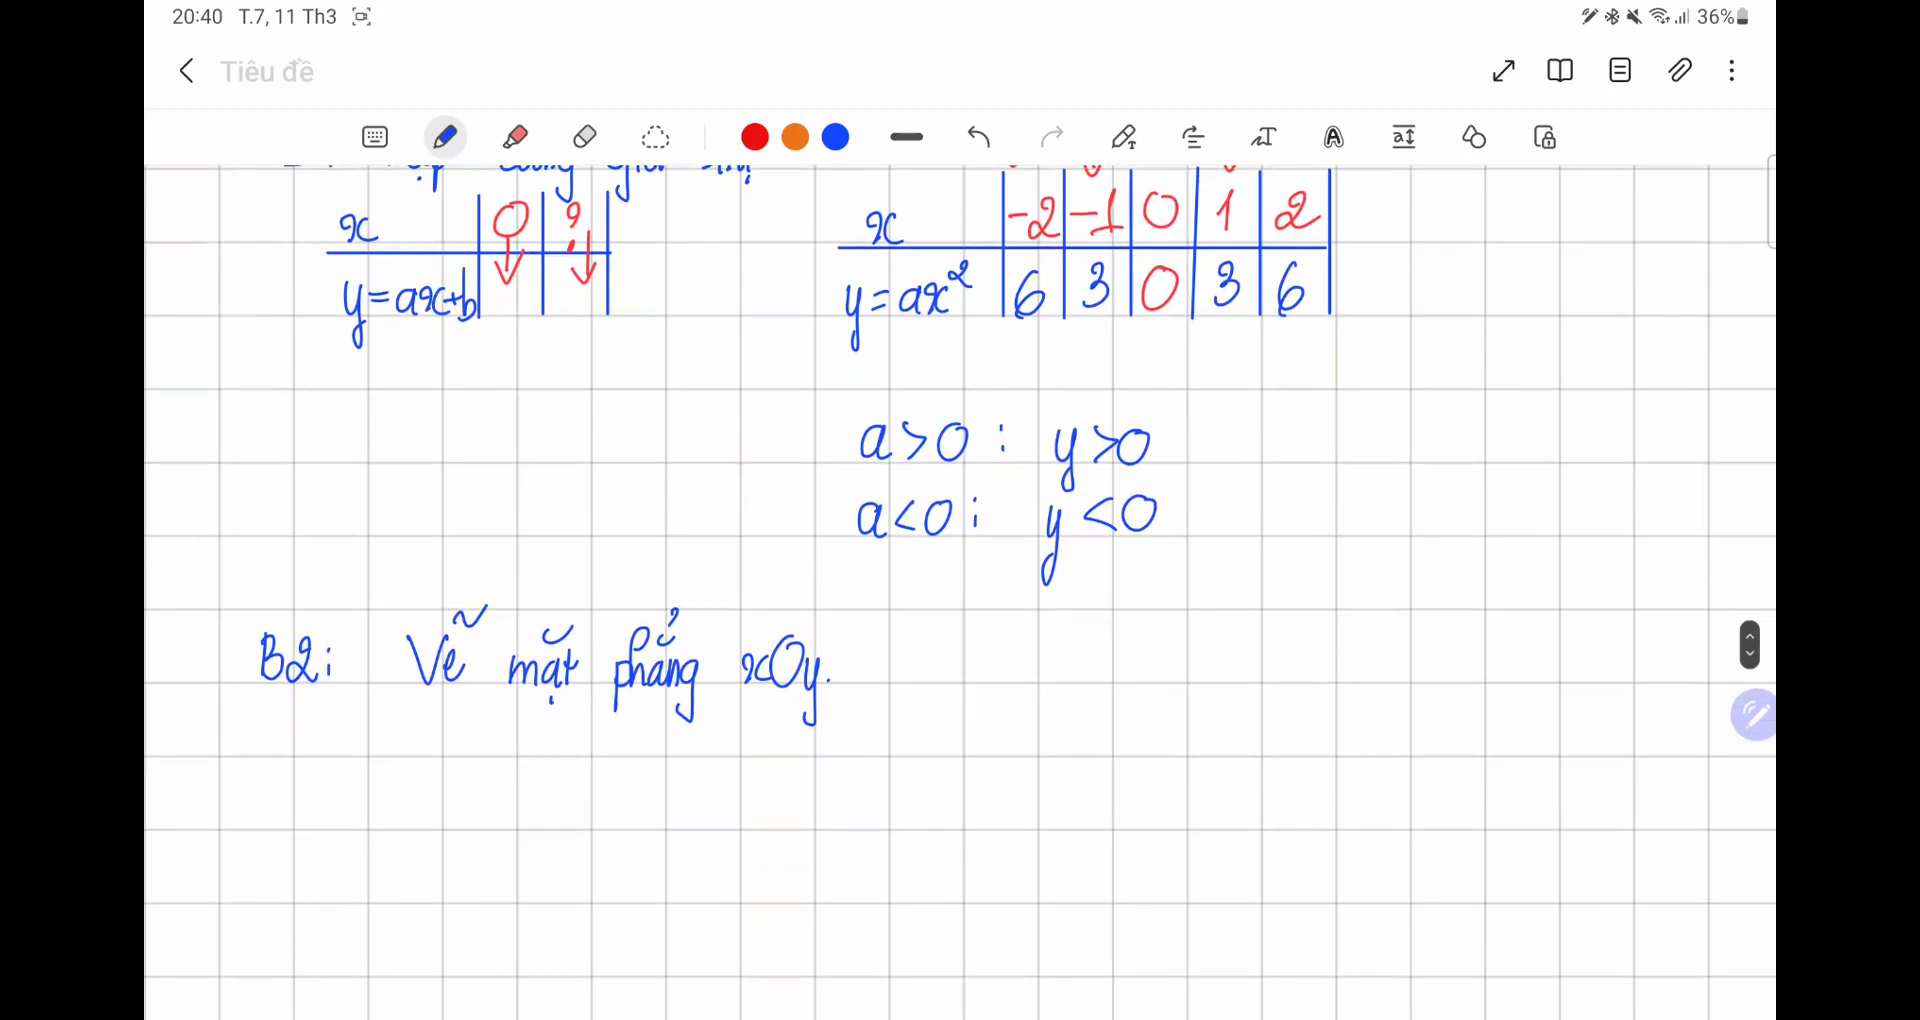 20:40 T.7, 11 Th3 36%
Tiêu đề
x 0 ?
y=ax+b
x -2 -1 0 1 2
y=ax² 6 3 0 3 6
a>0: y>0
a<0: y<0
B2: Vẽ mặt phẳng xOy.